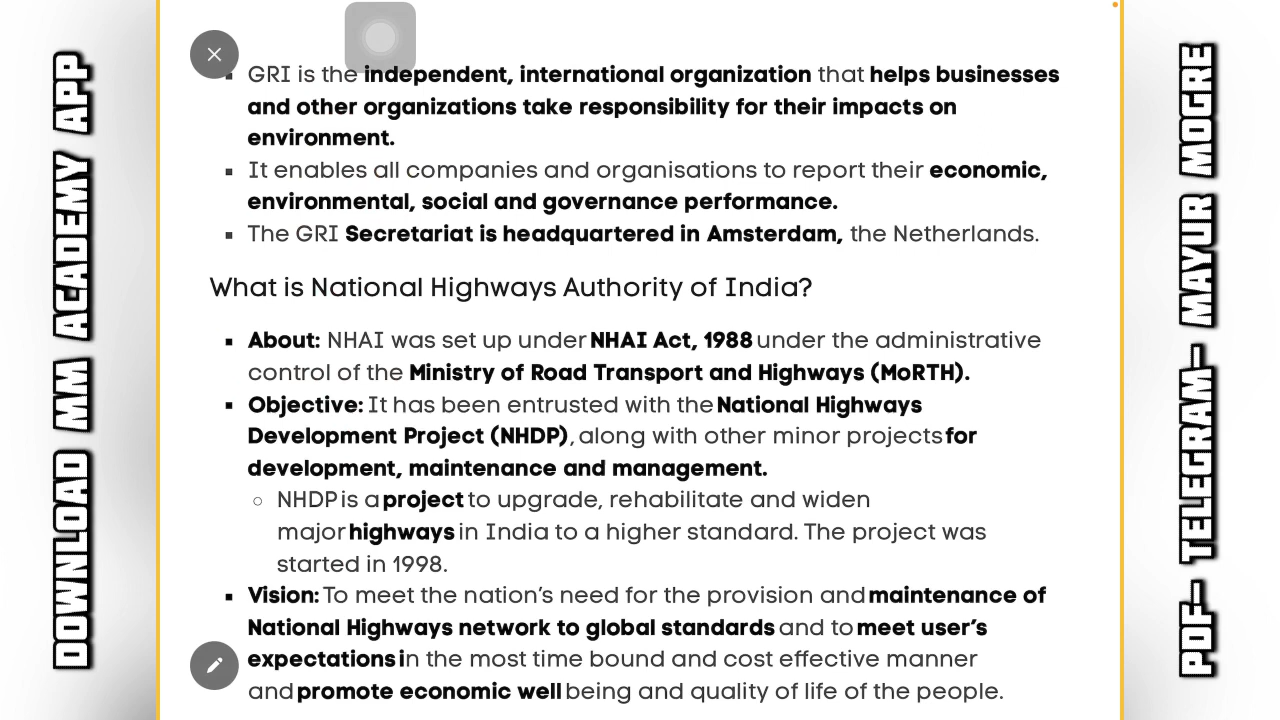 DOWNLOAD MM ACADEMY APP
GRI is the independent, international organization that helps businesses
and other organizations take responsibility for their impacts on
environment.
It enables all companies and organisations to report their economic,
environmental, social and governance performance.
The GRI Secretariat is headquartered in Amsterdam, the Netherlands.
What is National Highways Authority of India?
About: NHAI was set up under NHAI Act, 1988 under the administrative
control of the Ministry of Road Transport and Highways (MoRTH).
Objective: It has been entrusted with the National Highways
Development Project (NHDP), along with other minor projects for
development, maintenance and management.
NHDP is a project to upgrade, rehabilitate and widen
major highways in India to a higher standard. The project was
started in 1998.
Vision: To meet the nation’s need for the provision and maintenance of
National Highways network to global standards and to meet user’s
expectations in the most time bound and cost effective manner
and promote economic well being and quality of life of the people.
PDF- TELEGRAM- MAYUR MOGRE